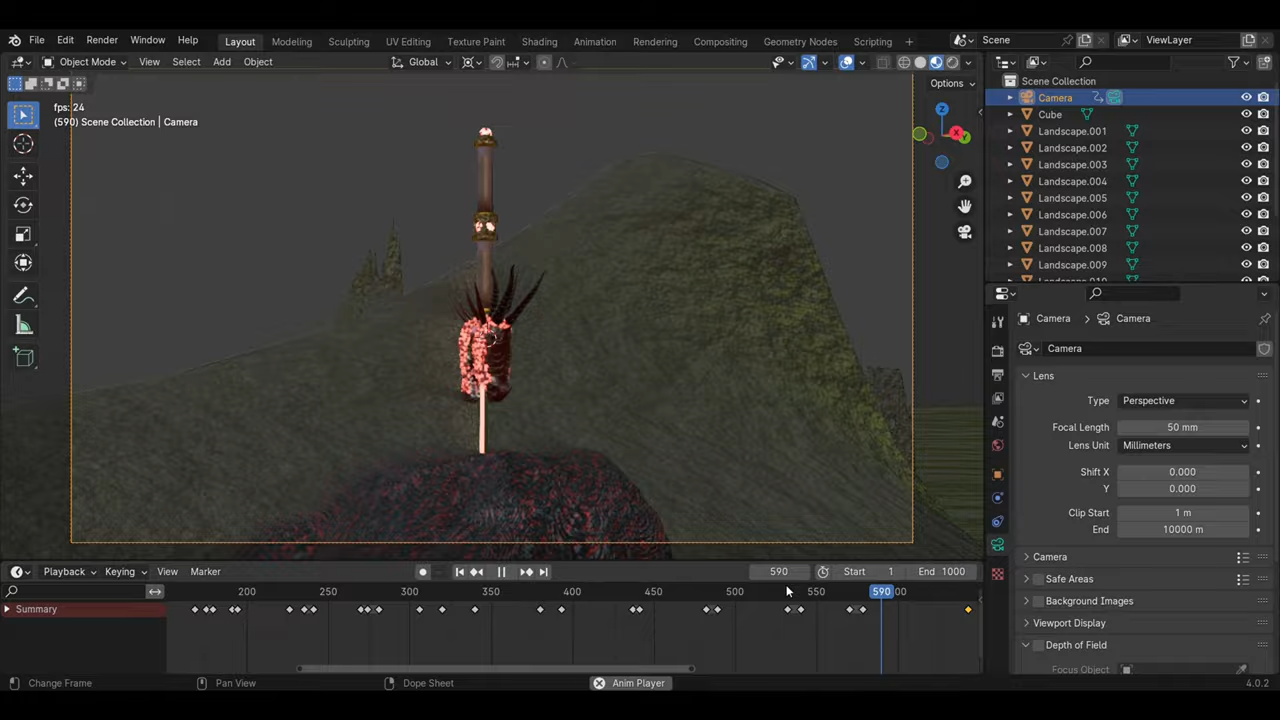 File Edit Render Window Help Layout Modeling Sculpting UV Editing Texture Paint Shading Animation Rendering Compositing Geometry Nodes Scripting + Scene ViewLayer
Object Mode View Select Add Object Global
Options
fps: 24
(590) Scene Collection | Camera
Z
X
Y
Scene Collection
Camera
Cube
Landscape.001
Landscape.002
Landscape.003
Landscape.004
Landscape.005
Landscape.006
Landscape.007
Landscape.008
Landscape.009
Camera > Camera
Camera
Lens
Type Perspective
Focal Length 50 mm
Lens Unit Millimeters
Shift X 0.000
Y 0.000
Clip Start 1 m
End 10000 m
Camera
Safe Areas
Background Images
Viewport Display
Depth of Field
Focus Object
Playback Keying View Marker 590 Start 1 End 1000
200 250 300 350 400 450 500 550 590 00
Summary
Change Frame Pan View Dope Sheet Anim Player 4.0.2